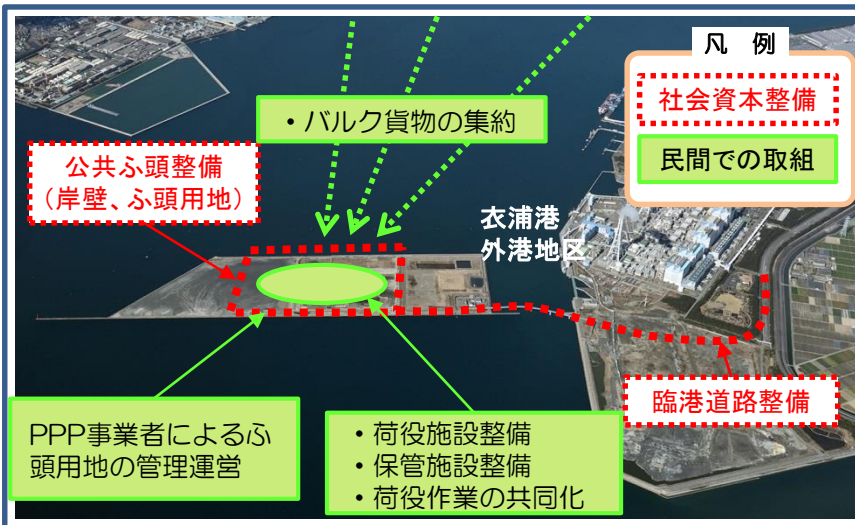 凡 例
社会資本整備
民間での取組
・バルク貨物の集約
公共ふ頭整備
（岸壁、ふ頭用地）
衣浦港
外港地区
臨港道路整備
PPP事業者によるふ
頭用地の管理運営
・荷役施設整備
・保管施設整備
・荷役作業の共同化